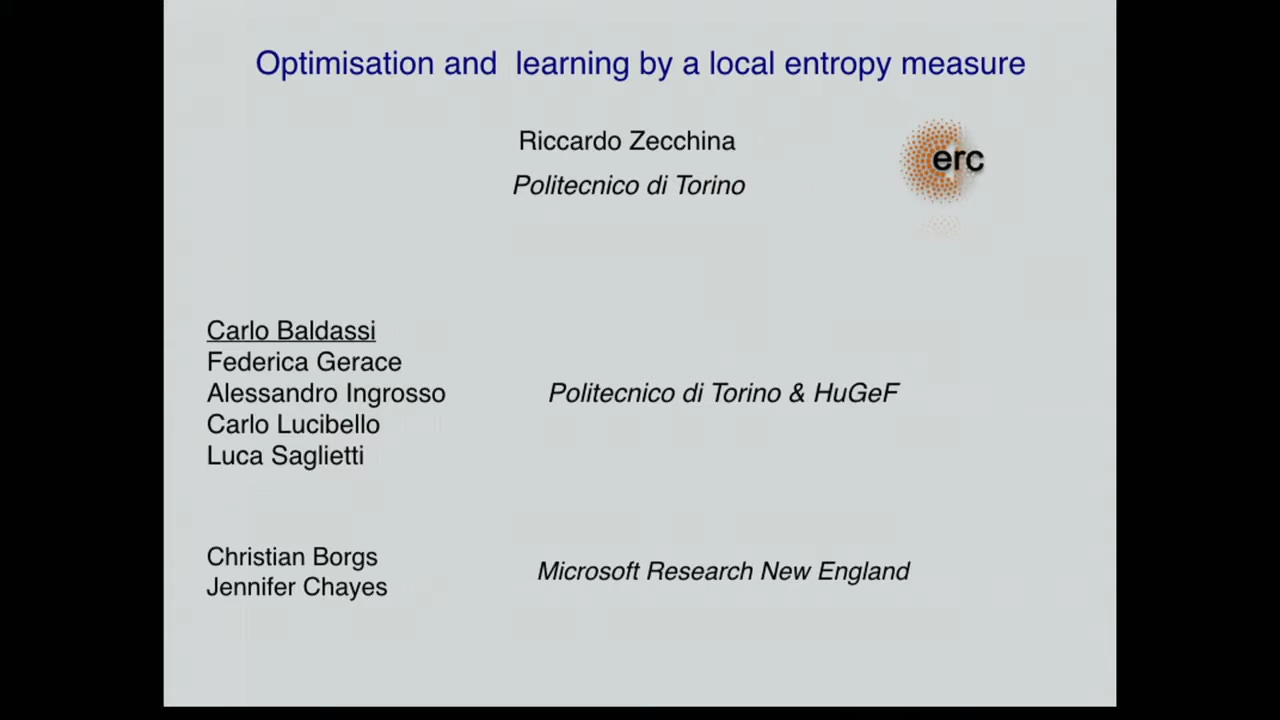 Optimisation and learning by a local entropy measure
Riccardo Zecchina
erc
Politecnico di Torino
Carlo Baldassi
Federica Gerace
Alessandro Ingrosso
Politecnico di Torino & HuGeF
Carlo Lucibello
Luca Saglietti
Christian Borgs
Microsoft Research New England
Jennifer Chayes